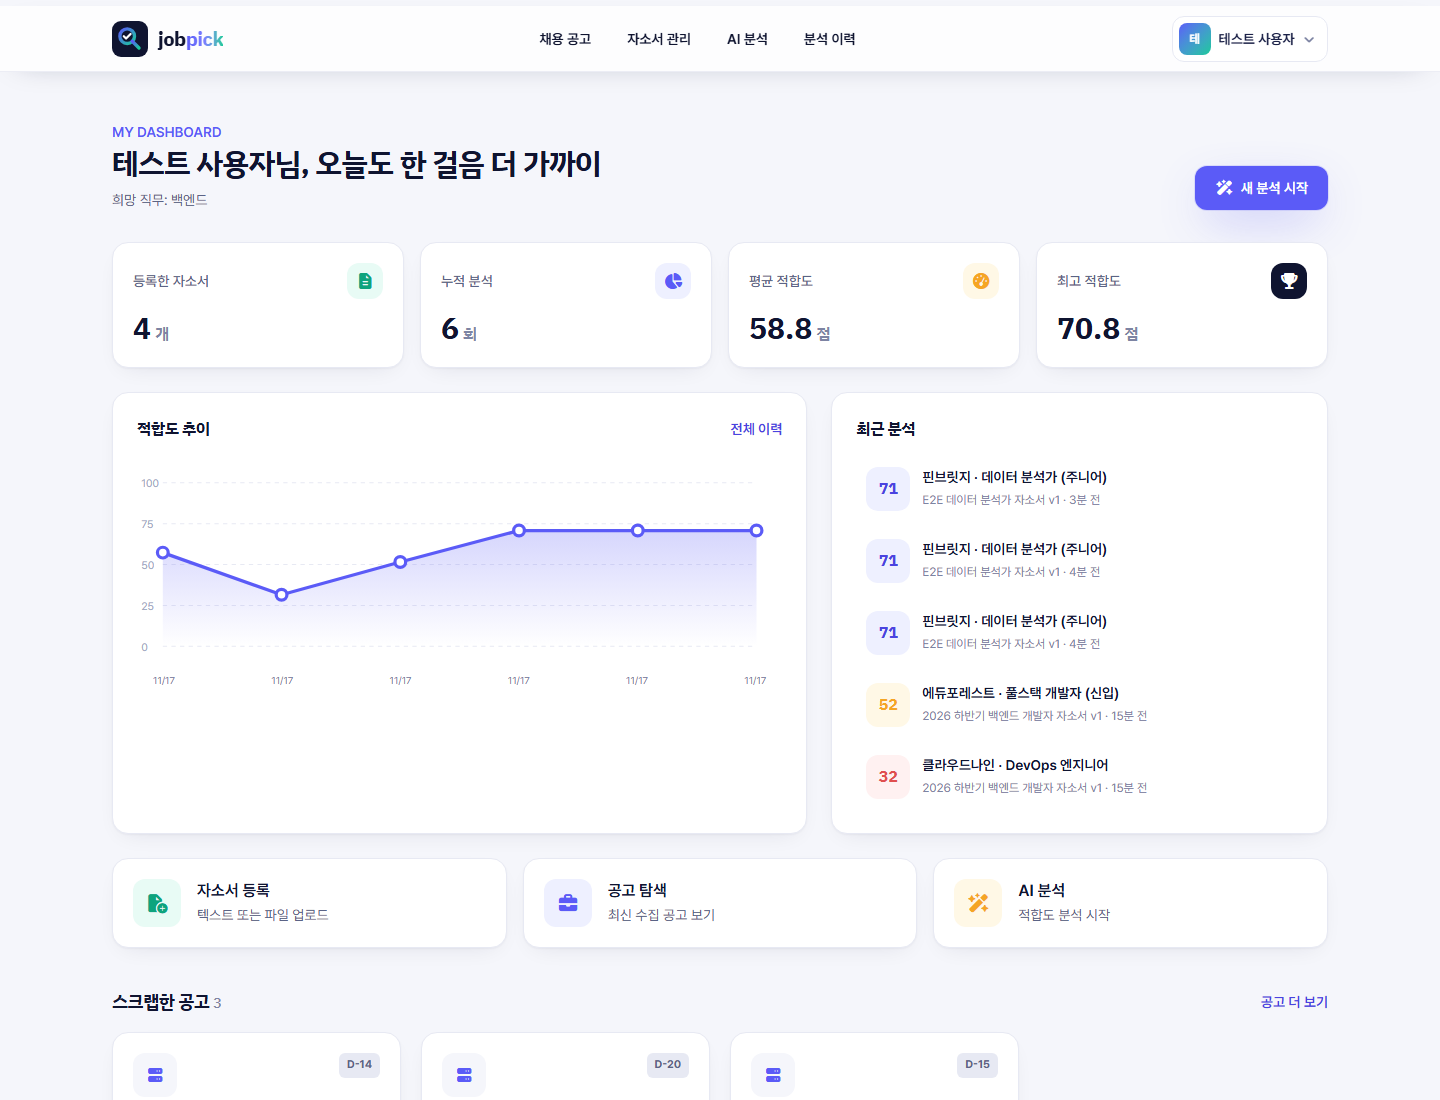 jobpick
채용 공고
자소서 관리
AI 분석
분석 이력
테
테스트 사용자
MY DASHBOARD
테스트 사용자님, 오늘도 한 걸음 더 가까이
희망 직무: 백엔드
새 분석 시작
등록한 자소서
4 개
누적 분석
6 회
평균 적합도
58.8 점
최고 적합도
70.8 점
적합도 추이
전체 이력
100
75
50
25
0
11/17
11/17
11/17
11/17
11/17
11/17
최근 분석
71
핀브릿지 · 데이터 분석가 (주니어)
E2E 데이터 분석가 자소서 v1 · 3분 전
71
핀브릿지 · 데이터 분석가 (주니어)
E2E 데이터 분석가 자소서 v1 · 4분 전
71
핀브릿지 · 데이터 분석가 (주니어)
E2E 데이터 분석가 자소서 v1 · 4분 전
52
에듀포레스트 · 풀스택 개발자 (신입)
2026 하반기 백엔드 개발자 자소서 v1 · 15분 전
32
클라우드나인 · DevOps 엔지니어
2026 하반기 백엔드 개발자 자소서 v1 · 15분 전
자소서 등록
텍스트 또는 파일 업로드
공고 탐색
최신 수집 공고 보기
AI 분석
적합도 분석 시작
스크랩한 공고 3
공고 더 보기
D-14
D-20
D-15